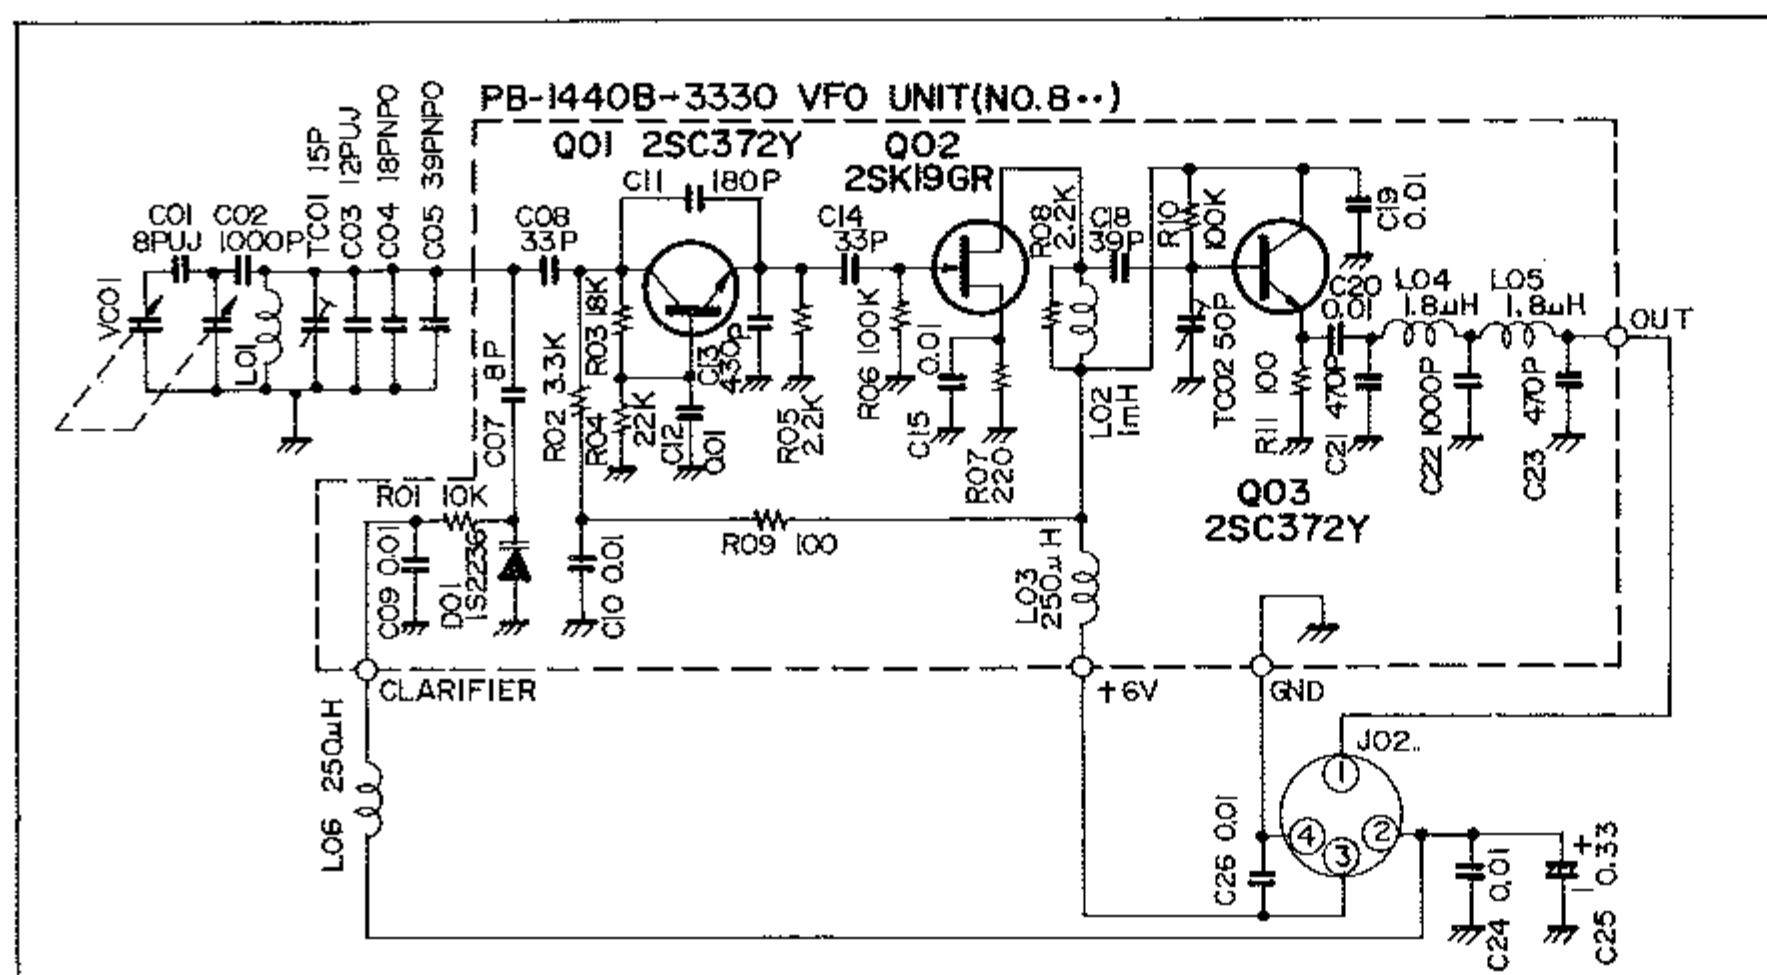 PB-1440B-3330 VFO UNIT(NO.8••)
Q01 2SC372Y
Q02
2SK19GR
C11 180P
C01
8PUJ
C02
1000P
TC01 15P
C03 12PUJ
C04 18PNPO
C05 39PNPO
C08
33P
C14
33P
R08
2.2K
C18
39P
R10
100K
C19
0.01
VC01
L01
C07 8P
R02 3.3K
R03 18K
R04
22K
C12
0.01
C13
430P
R05
2.2K
R06 100K
C15 0.01
R07
220
L02
1mH
TC02 50P
R11 100
C20
0.01
C21 470P
L04
1.8µH
C22 1000P
L05
1.8µH
C23 470P
OUT
Q03
2SC372Y
R01 10K
C09 0.01
D01
1S2236
C10 0.01
R09 100
L03
250µH
CLARIFIER
+6V
GND
L06 250µH
J02..
1
4
3
2
C26 0.01
C24 0.01
+
−
C25 0.33